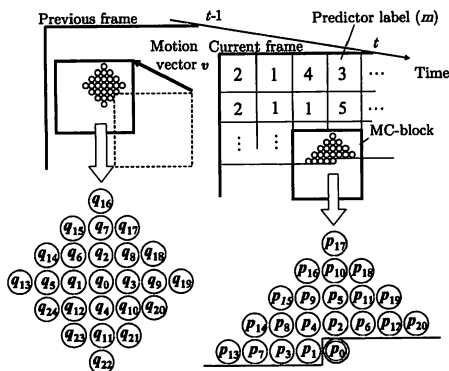 Previous frame
t-1
Predictor label (m)
Motion
vector v
Current frame
t
Time
2 1 4 3 ...
2 1 1 5 ...
⋮ ⋮
MC-block
q16
q15 q7 q17
q14 q6 q2 q8 q18
q13 q5 q1 q0 q3 q9 q19
q24 q12 q4 q10 q20
q23 q11 q21
q22
p17
p16 p10 p18
p15 p9 p5 p11 p19
p14 p8 p4 p2 p6 p12 p20
p13 p7 p3 p1 p0